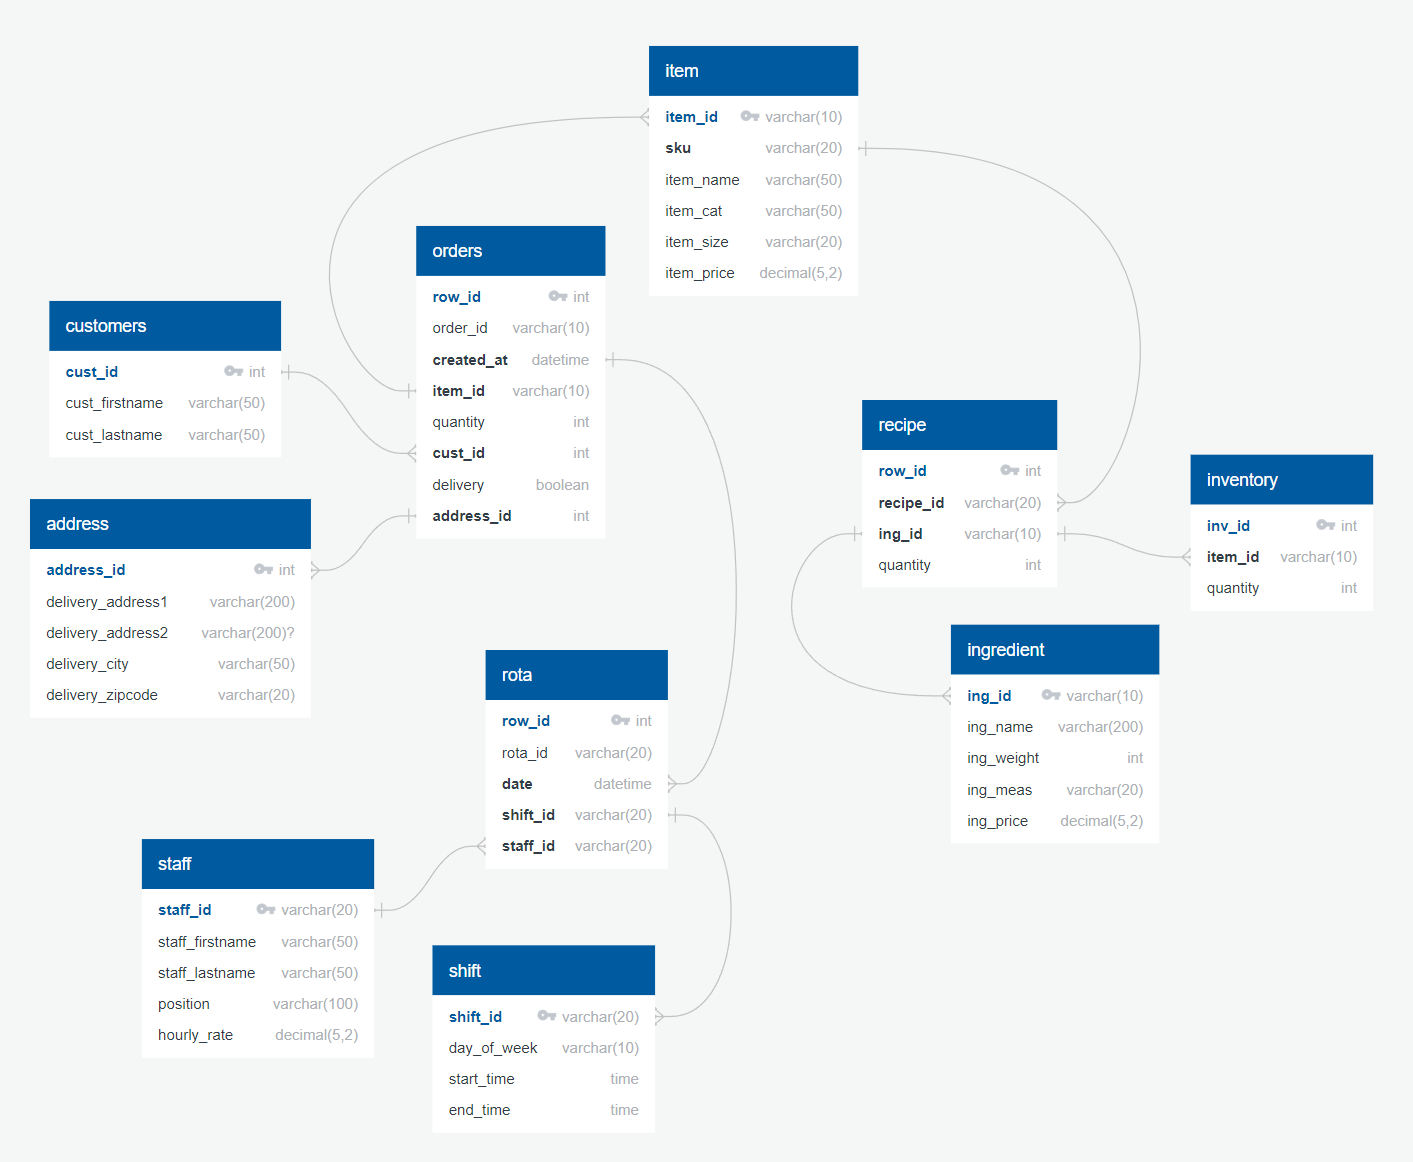 item
item_id varchar(10)
sku varchar(20)
item_name varchar(50)
item_cat varchar(50)
item_size varchar(20)
item_price decimal(5,2)
orders
row_id int
order_id varchar(10)
created_at datetime
item_id varchar(10)
quantity int
cust_id int
delivery boolean
address_id int
customers
cust_id int
cust_firstname varchar(50)
cust_lastname varchar(50)
address
address_id int
delivery_address1 varchar(200)
delivery_address2 varchar(200)?
delivery_city varchar(50)
delivery_zipcode varchar(20)
recipe
row_id int
recipe_id varchar(20)
ing_id varchar(10)
quantity int
inventory
inv_id int
item_id varchar(10)
quantity int
ingredient
ing_id varchar(10)
ing_name varchar(200)
ing_weight int
ing_meas varchar(20)
ing_price decimal(5,2)
rota
row_id int
rota_id varchar(20)
date datetime
shift_id varchar(20)
staff_id varchar(20)
staff
staff_id varchar(20)
staff_firstname varchar(50)
staff_lastname varchar(50)
position varchar(100)
hourly_rate decimal(5,2)
shift
shift_id varchar(20)
day_of_week varchar(10)
start_time time
end_time time